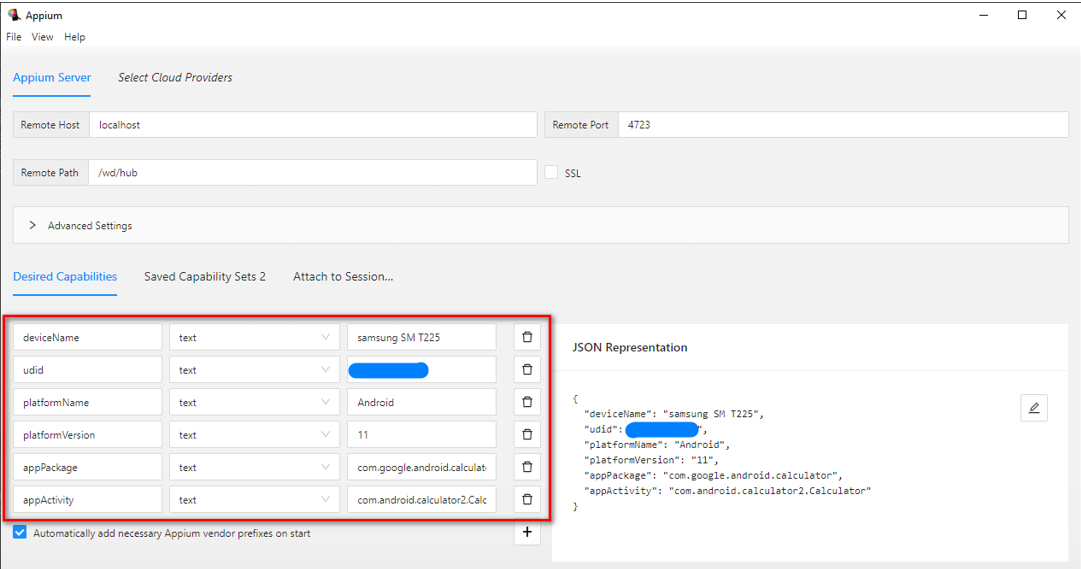 Appium
File View Help
Appium Server Select Cloud Providers
Remote Host localhost Remote Port 4723
Remote Path /wd/hub SSL
Advanced Settings
Desired Capabilities Saved Capability Sets 2 Attach to Session...
deviceName text samsung SM T225
udid text
platformName text Android
platformVersion text 11
appPackage text com.google.android.calculat
appActivity text com.android.calculator2.Calc
Automatically add necessary Appium vendor prefixes on start +
JSON Representation
{
"deviceName": "samsung SM T225",
"udid": ",
"platformName": "Android",
"platformVersion": "11",
"appPackage": "com.google.android.calculator",
"appActivity": "com.android.calculator2.Calculator"
}